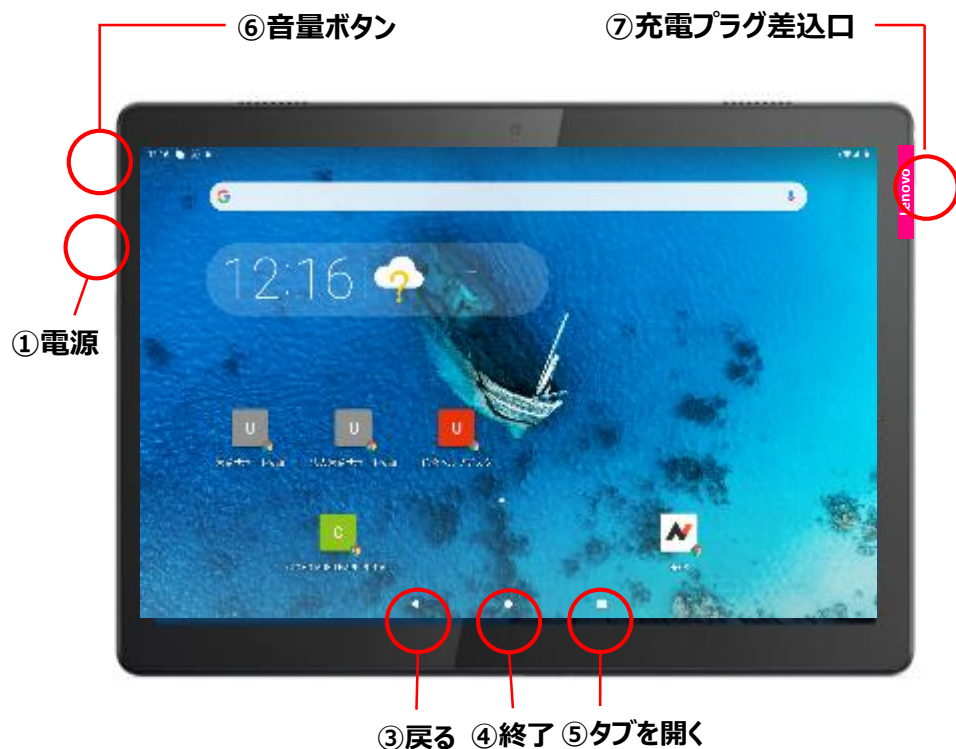 ⑥音量ボタン
⑦充電プラグ差込口
Lenovo
12:16
①電源
U
U
U
C
③戻る
④終了
⑤タブを開く